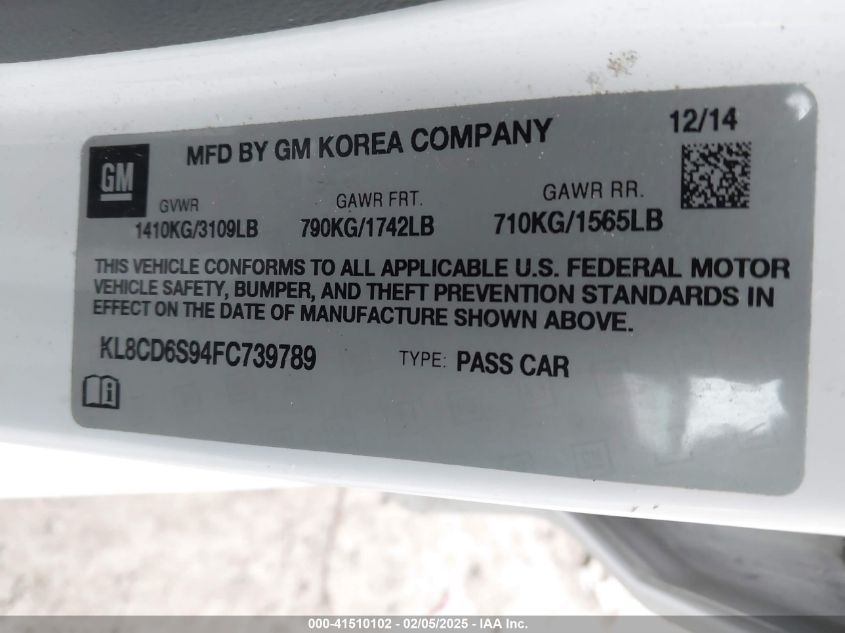 MFD BY GM KOREA COMPANY
12/14
GM
GVWR
GAWR FRT.
GAWR RR.
1410KG/3109LB
790KG/1742LB
710KG/1565LB
THIS VEHICLE CONFORMS TO ALL APPLICABLE U.S. FEDERAL MOTOR
VEHICLE SAFETY, BUMPER, AND THEFT PREVENTION STANDARDS IN
EFFECT ON THE DATE OF MANUFACTURE SHOWN ABOVE.
KL8CD6S94FC739789
TYPE: PASS CAR
000-41510102 - 02/05/2025 - IAA Inc.